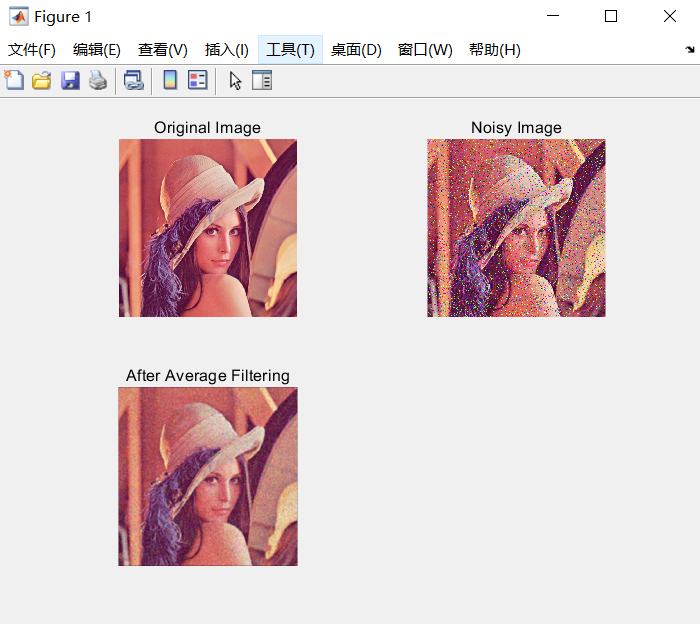 Figure 1
文件(F) 编辑(E) 查看(V) 插入(I) 工具(T) 桌面(D) 窗口(W) 帮助(H)
Original Image
Noisy Image
After Average Filtering